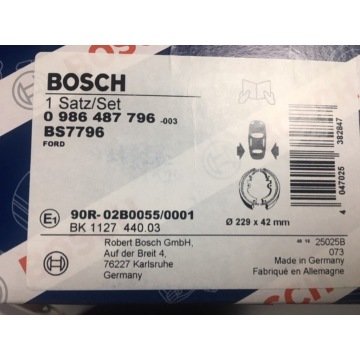 BOSCH
1 Satz/Set
0 986 487 796 -003
BS7796
FORD
E1 90R-02B0055/0001
BK 1127 440.03
Ø 229 x 42 mm
Robert Bosch GmbH,
Auf der Breit 4,
76227 Karlsruhe
Germany
25025B
073
Made in Germany
Fabriqué en Allemagne
4 047025 382847